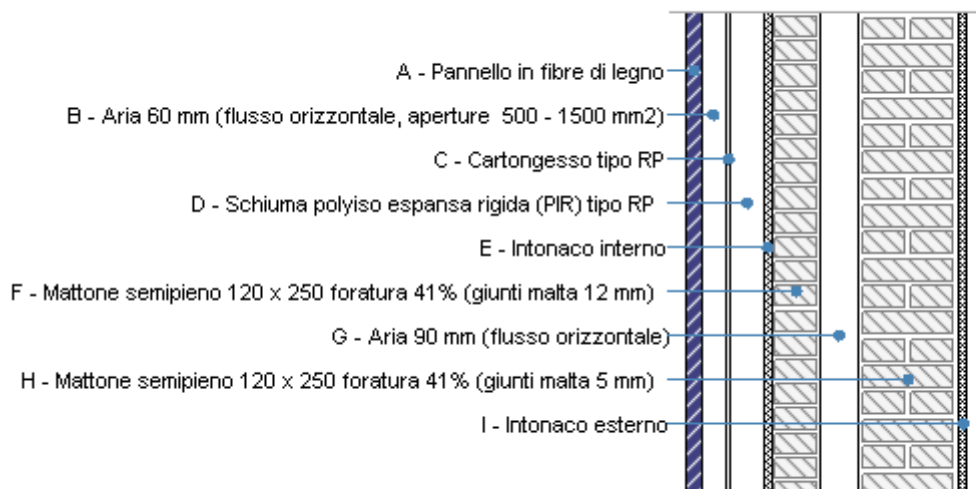 A - Pannello in fibre di legno
B - Aria 60 mm (flusso orizzontale, aperture  500 - 1500 mm2)
C - Cartongesso tipo RP
D - Schiuma polyiso espansa rigida (PIR) tipo RP
E - Intonaco interno
F - Mattone semipieno 120 x 250 foratura 41% (giunti malta 12 mm)
G - Aria 90 mm (flusso orizzontale)
H - Mattone semipieno 120 x 250 foratura 41% (giunti malta 5 mm)
I - Intonaco esterno